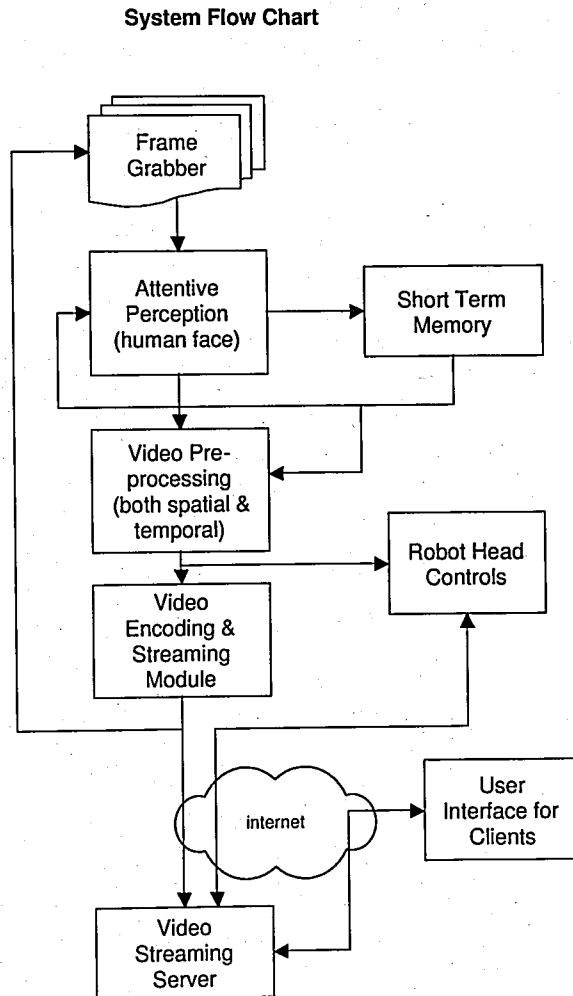 System Flow Chart
Frame
Grabber
Attentive
Perception
(human face)
Short Term
Memory
Video Pre-
processing
(both spatial &
temporal)
Robot Head
Controls
Video
Encoding &
Streaming
Module
internet
User
Interface for
Clients
Video
Streaming
Server